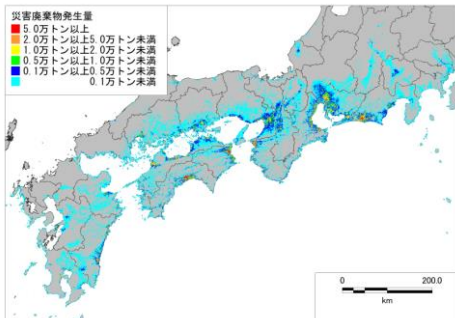 災害廃棄物発生量
5.0万トン以上
2.0万トン以上5.0万トン未満
1.0万トン以上2.0万トン未満
0.5万トン以上1.0万トン未満
0.1万トン以上0.5万トン未満
0.1万トン未満
0 200.0
km